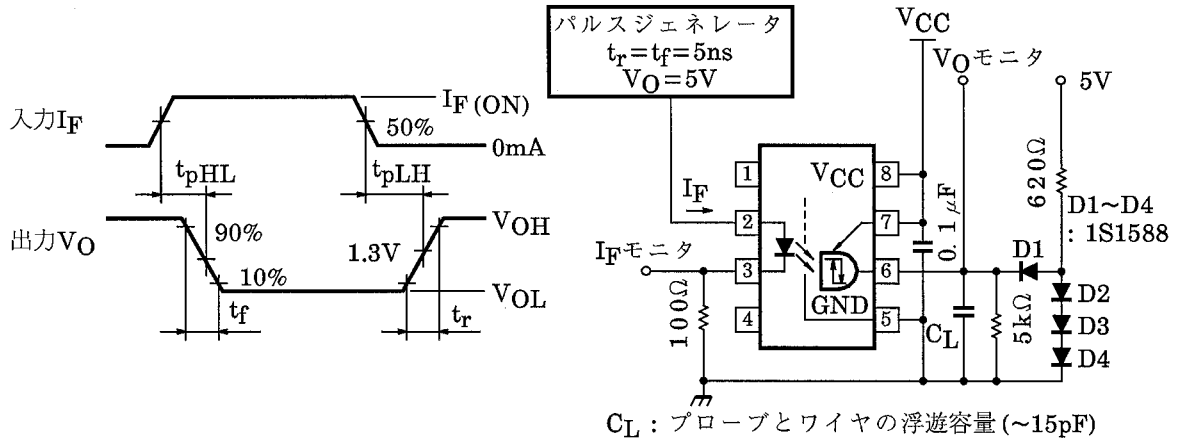 入力IF
IF(ON)
50%
0mA
tpHL
tpLH
出力VO
90%
10%
1.3V
VOH
VOL
tf
tr
パルスジェネレータ
tr=tf=5ns
VO=5V
VCC
VOモニタ
5V
IF
IFモニタ
100Ω
1
2
3
4
VCC
GND
8
7
6
5
0.1μF
CL
5kΩ
620Ω
D1~D4
: 1S1588
D1
D2
D3
D4
CL : プローブとワイヤの浮遊容量(~15pF)